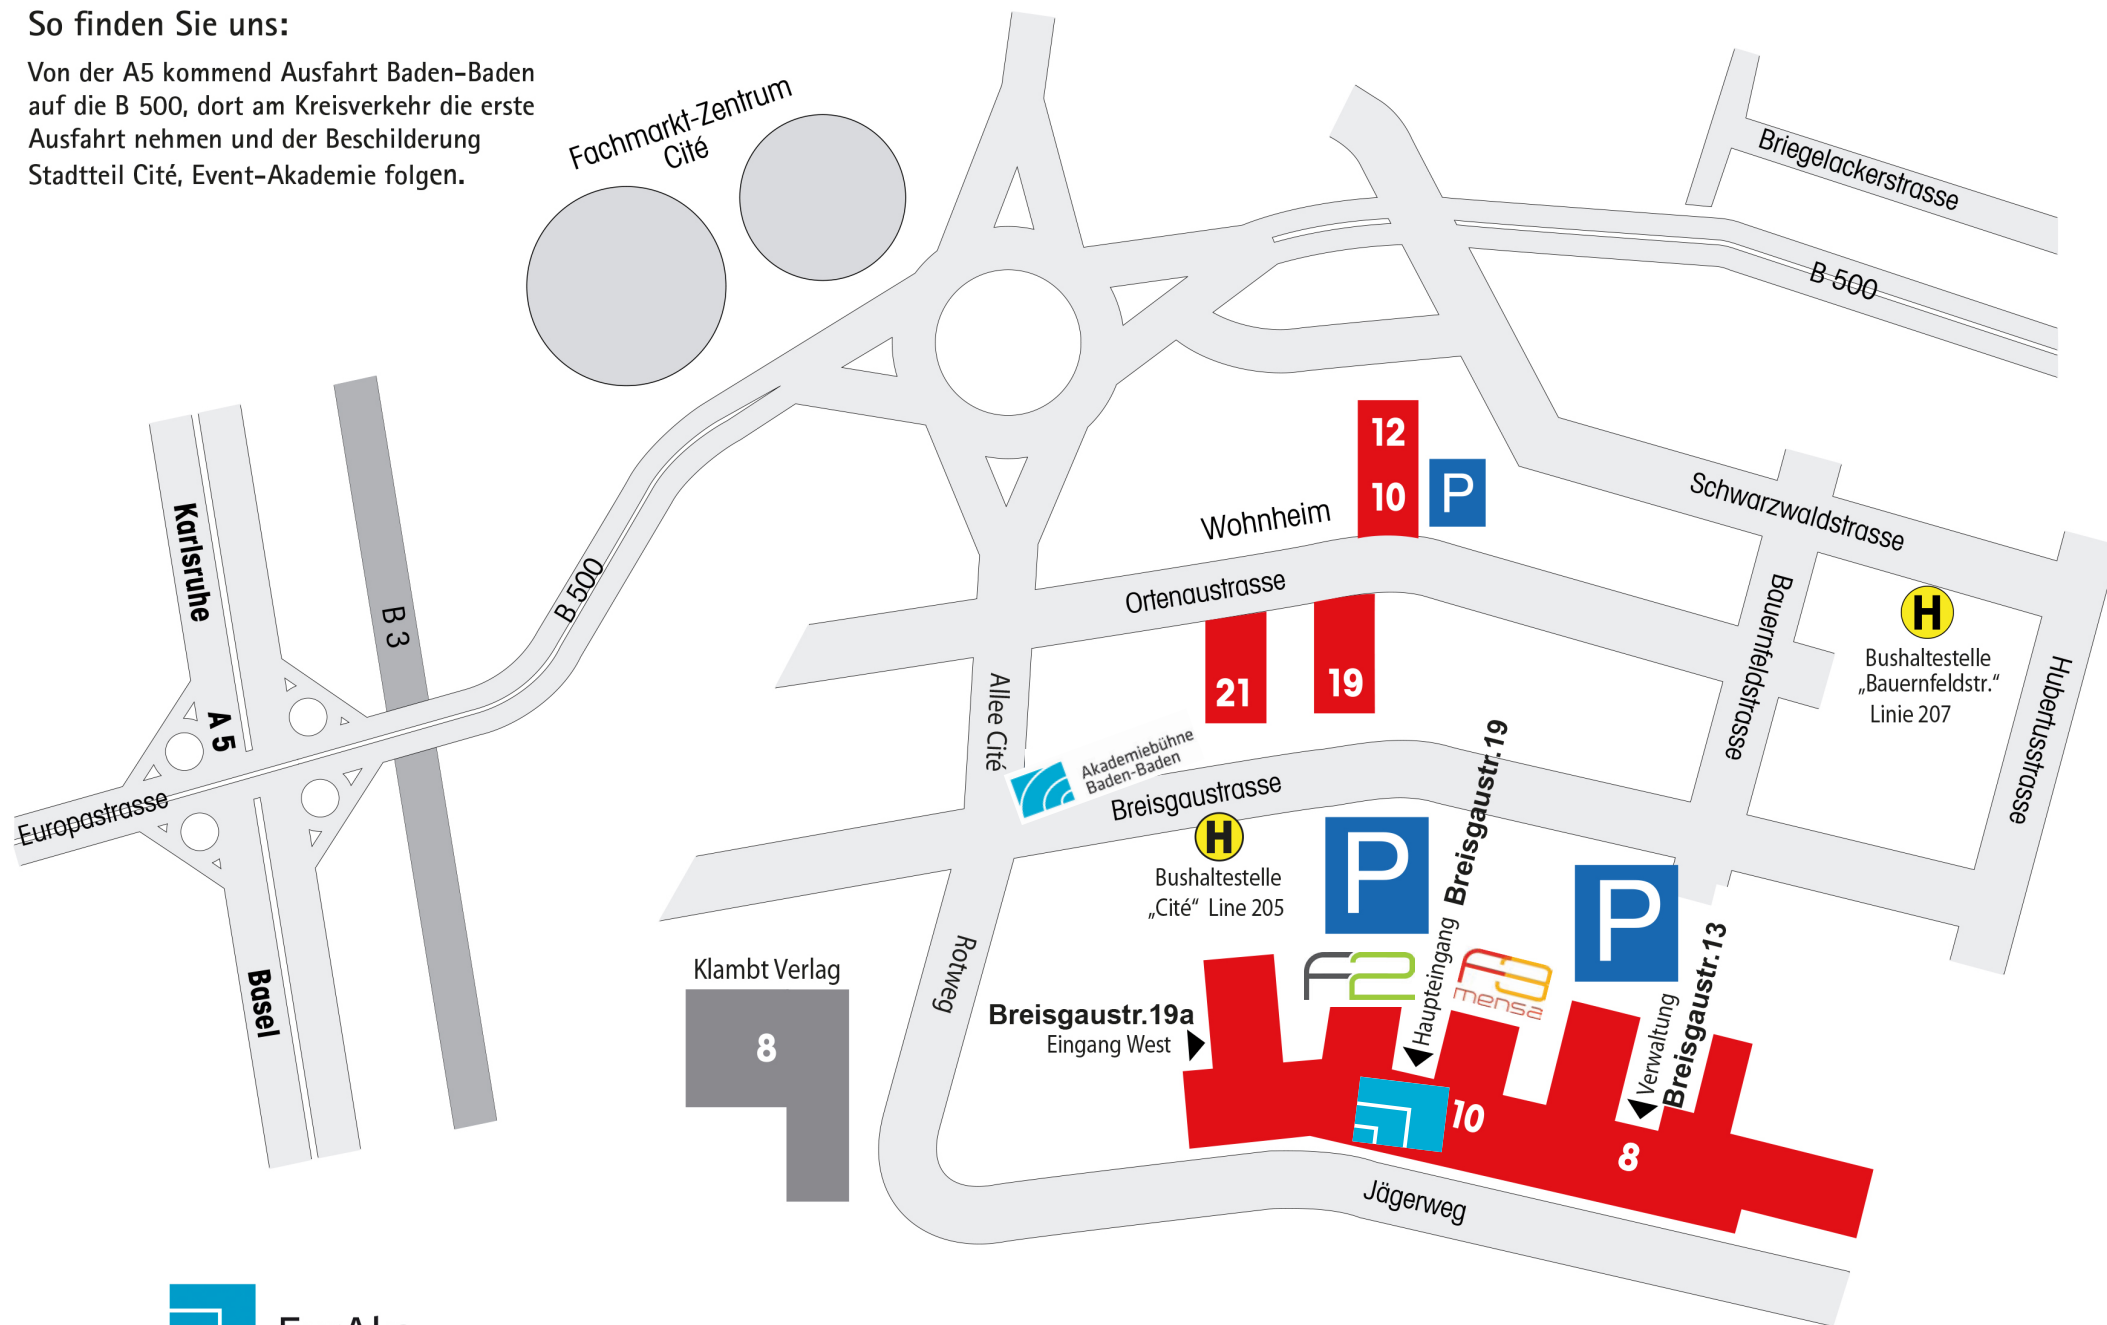 So finden Sie uns:
Von der A5 kommend Ausfahrt Baden-Baden
auf die B 500, dort am Kreisverkehr die erste
Ausfahrt nehmen und der Beschilderung
Stadtteil Cité, Event-Akademie folgen.
Fachmarkt-Zentrum
Cité
Briegelackerstrasse
B 500
12
10
P
Wohnheim
Schwarzwaldstrasse
Karlsruhe
B 3
B 500
Ortenaustrasse
Bauernfeldstrasse
H
Bushaltestelle
„Bauernfeldstr.“
Linie 207
Hubertusstrasse
21
19
A 5
Allee Cité
Akademiebühne
Baden-Baden
Europastrasse
Breisgaustrasse
H
Bushaltestelle
„Cité“ Line 205
P
Haupteingang Breisgaustr.19
P
Basel
Rotweg
Klambt Verlag
8
F2
F3
mensa
Verwaltung
Breisgaustr.13
Breisgaustr.19a
Eingang West
10
8
Jägerweg